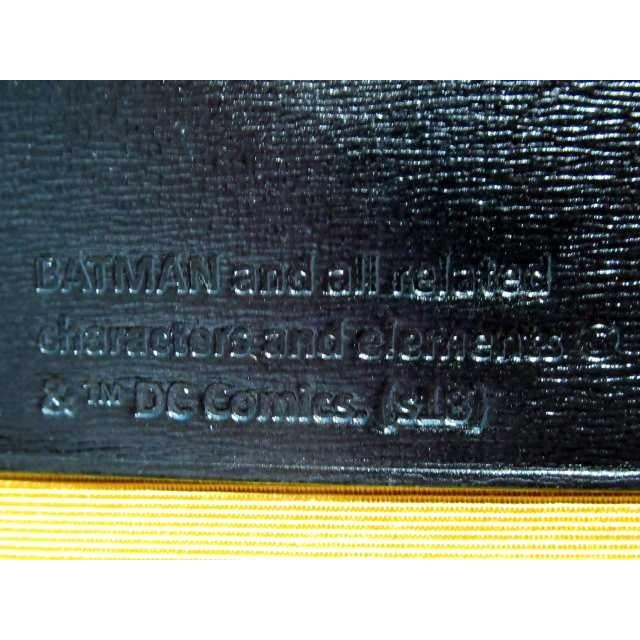 BATMAN and all related
characters and elements ©
& ™ DC Comics. (s13)